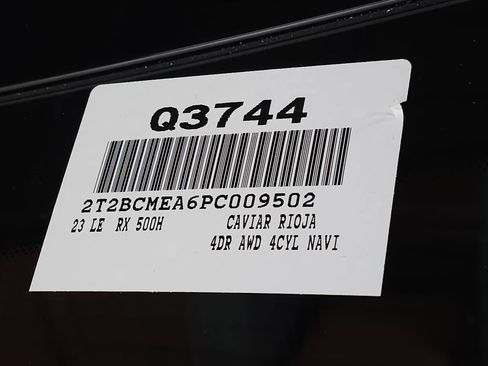 Q3744
2T2BCMEA6PC009502
23 LE RX 500H CAVIAR RIOJA
4DR AWD 4CYL NAVI